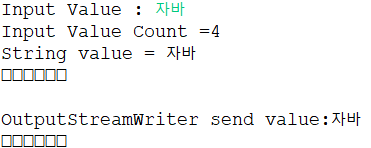 Input Value : 자바
Input Value Count =4
String value = 자바
□□□□□□
OutputStreamWriter send value:자바
□□□□□□